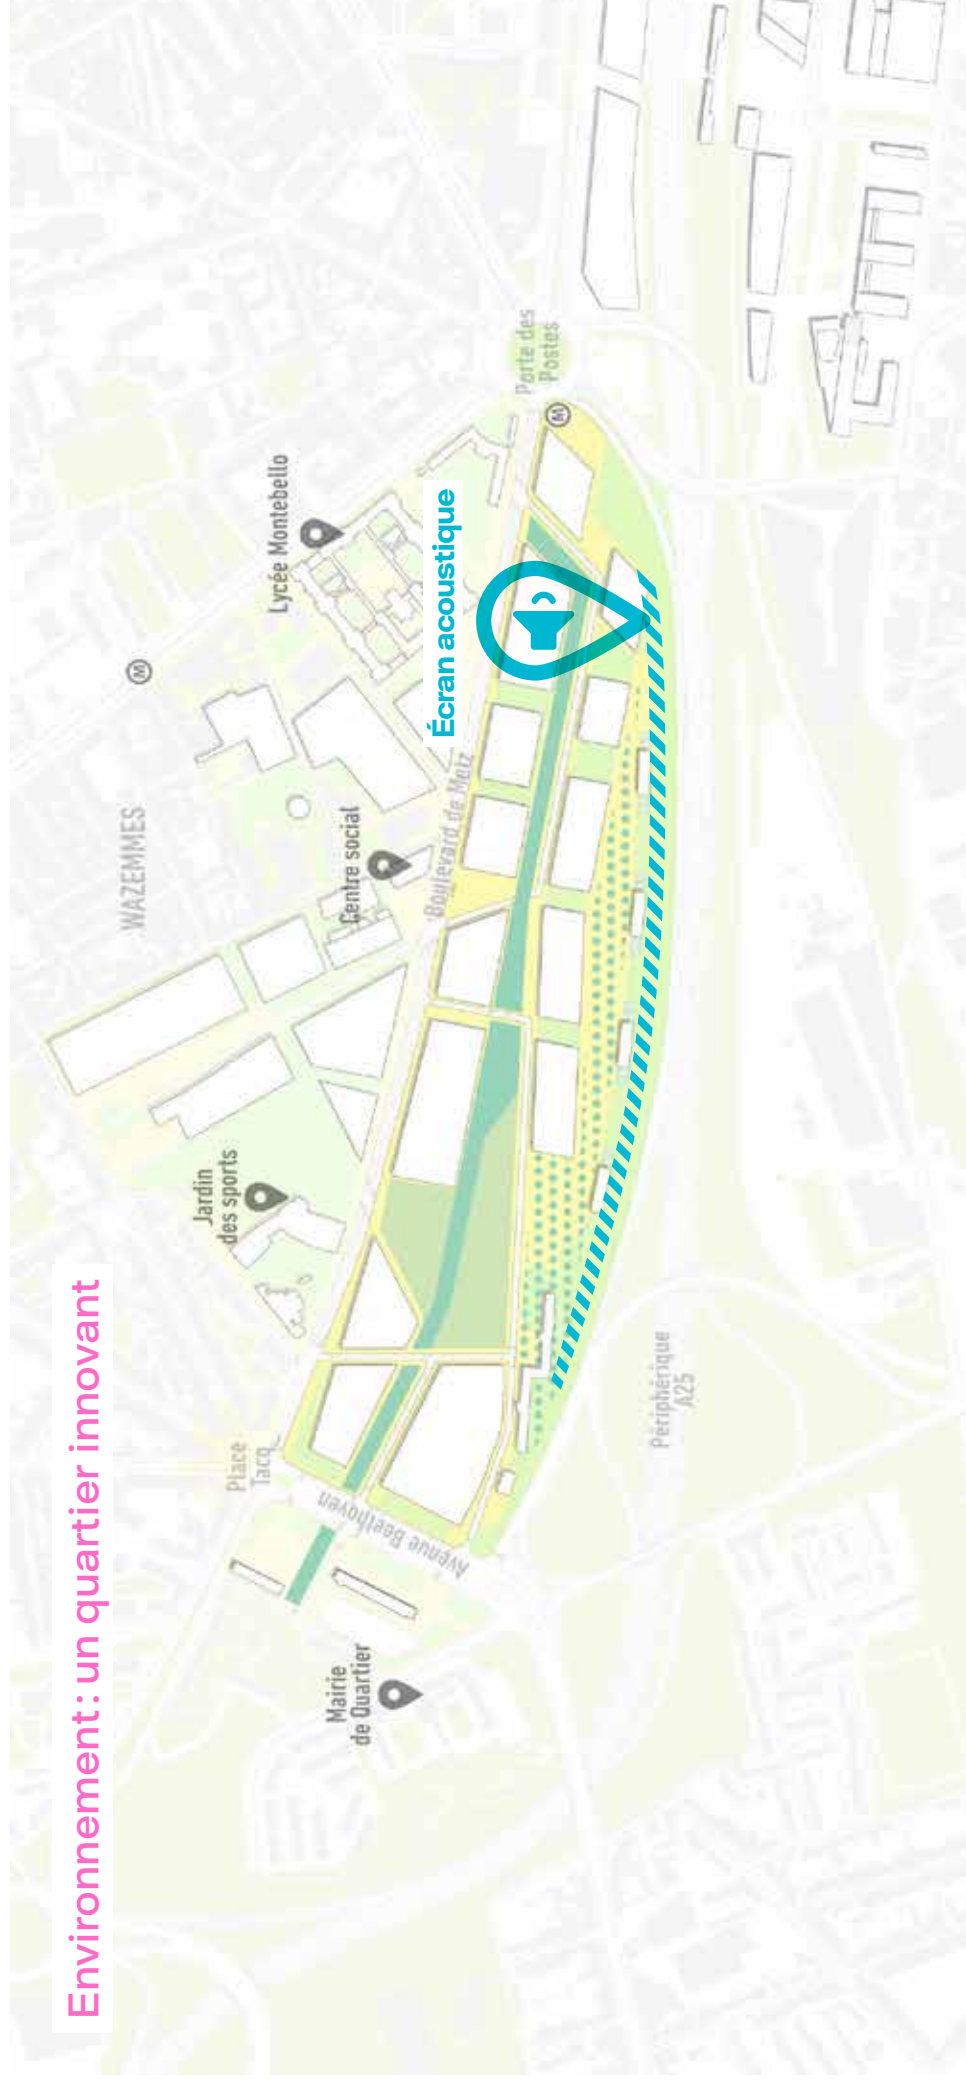 Environnement : un quartier innovant
WAZEMMES
M
Lycée Montebello
Jardin
des sports
Centre social
Écran acoustique
Boulevard de Metz
Porte des
Postes
M
Place
Tacq
Avenue Beethoven
Mairie
de Quartier
Périphérique
A25